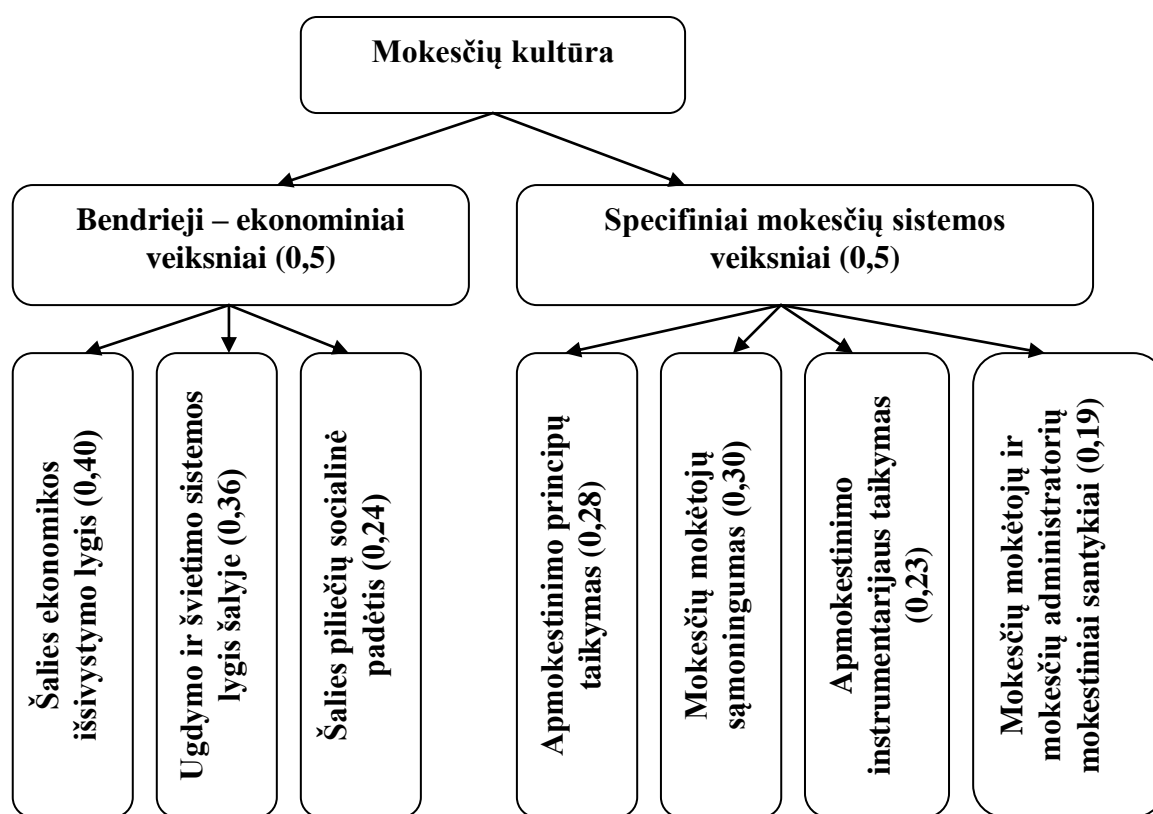 Mokesčių kultūra
Bendrieji – ekonominiai
veiksniai (0,5)
Specifiniai mokesčių sistemos
veiksniai (0,5)
Šalies ekonomikos
išsivystymo lygis (0,40)
Ugdymo ir švietimo sistemos
lygis šalyje (0,36)
Šalies piliečių socialinė
padėtis (0,24)
Apmokestinimo principų
taikymas (0,28)
Mokesčių mokėtojų
sąmoningumas (0,30)
Apmokestinimo
instrumentarijaus taikymas
(0,23)
Mokesčių mokėtojų ir
mokesčių administratorių
mokestiniai santykiai (0,19)